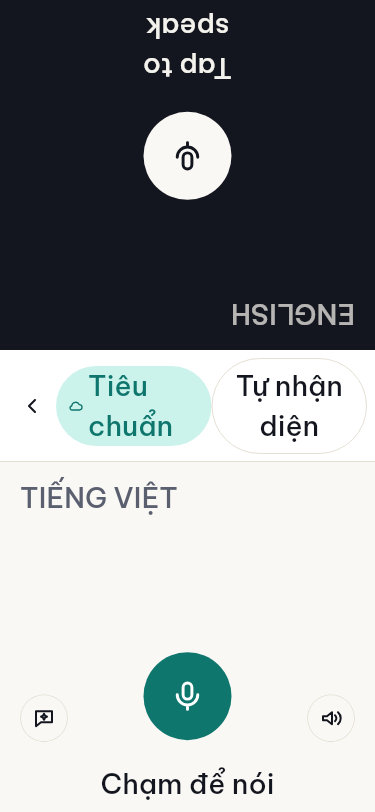 Tap to
speak
ENGLISH
Tiêu
chuẩn
Tự nhận
diện
TIẾNG VIỆT
Chạm để nói